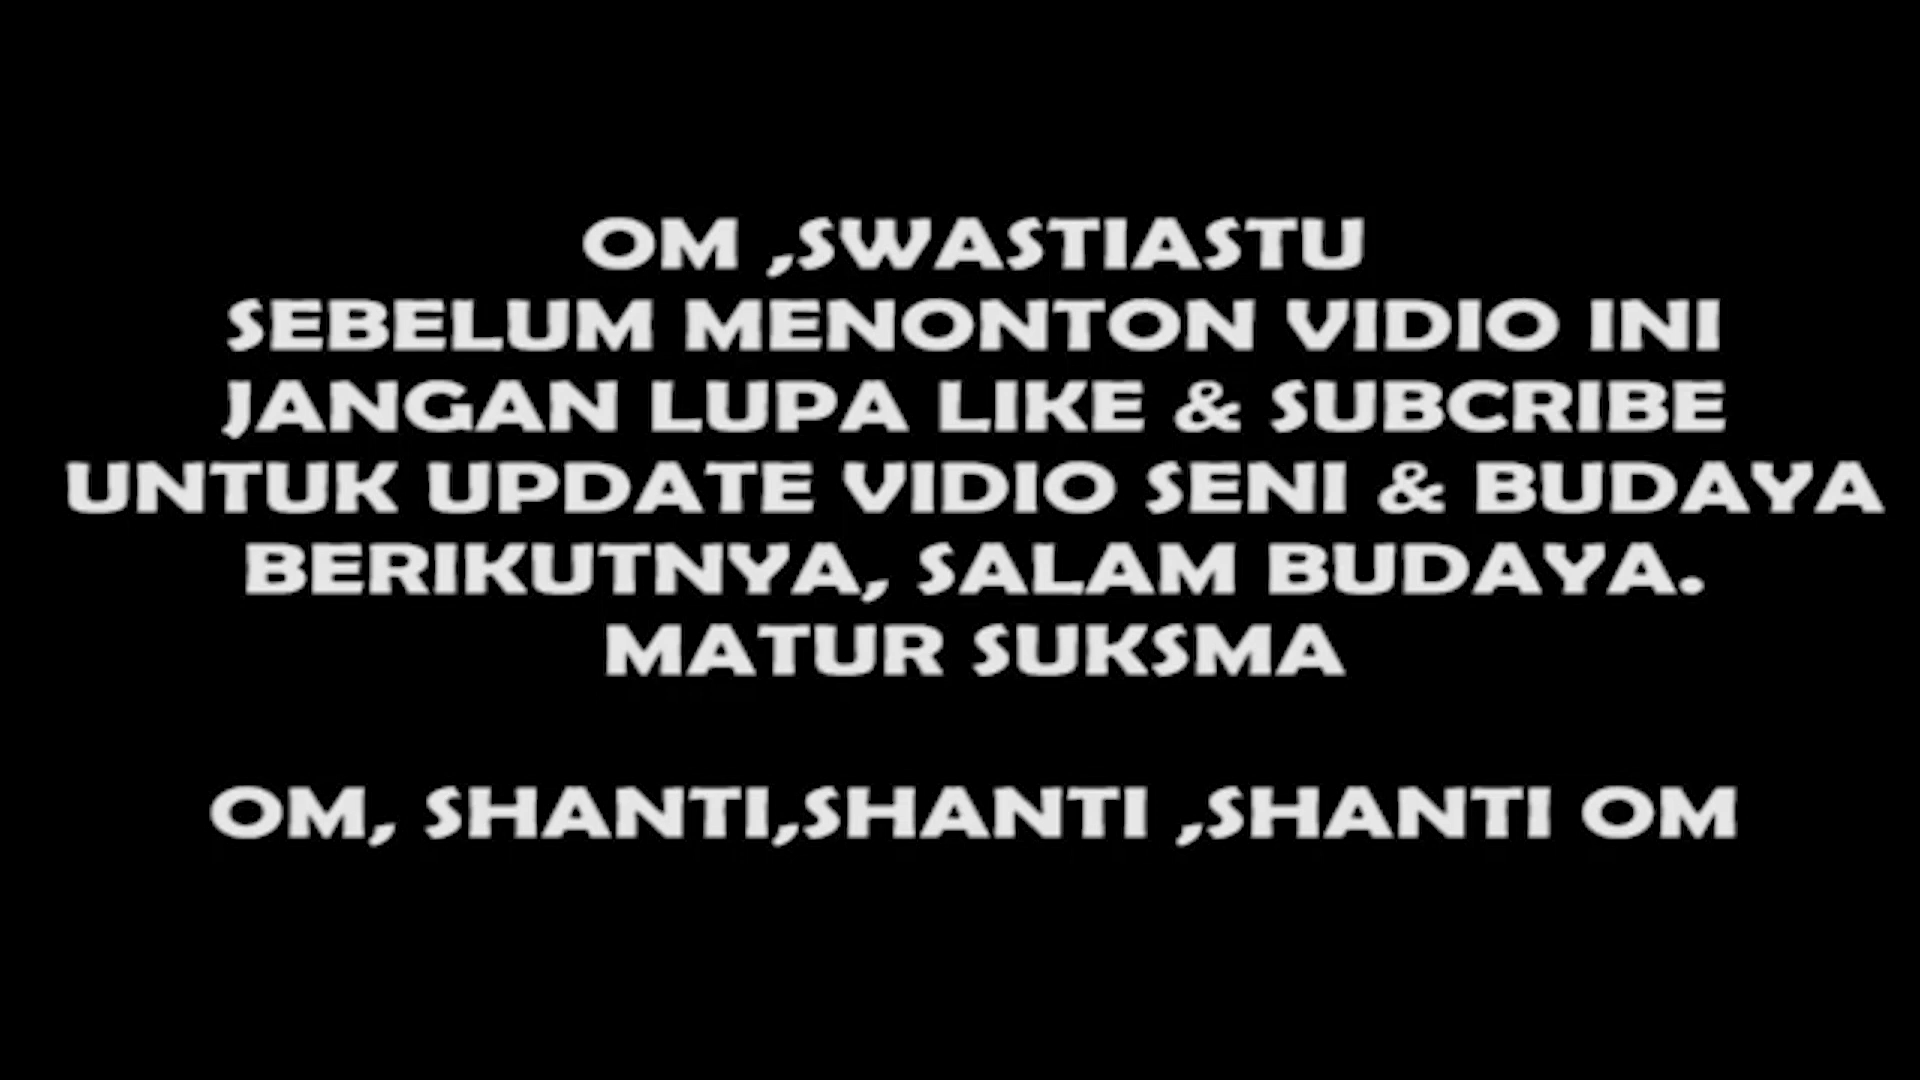 OM ,SWASTIASTU
SEBELUM MENONTON VIDIO INI
JANGAN LUPA LIKE & SUBCRIBE
UNTUK UPDATE VIDIO SENI & BUDAYA
BERIKUTNYA, SALAM BUDAYA.
MATUR SUKSMA
OM, SHANTI,SHANTI ,SHANTI OM